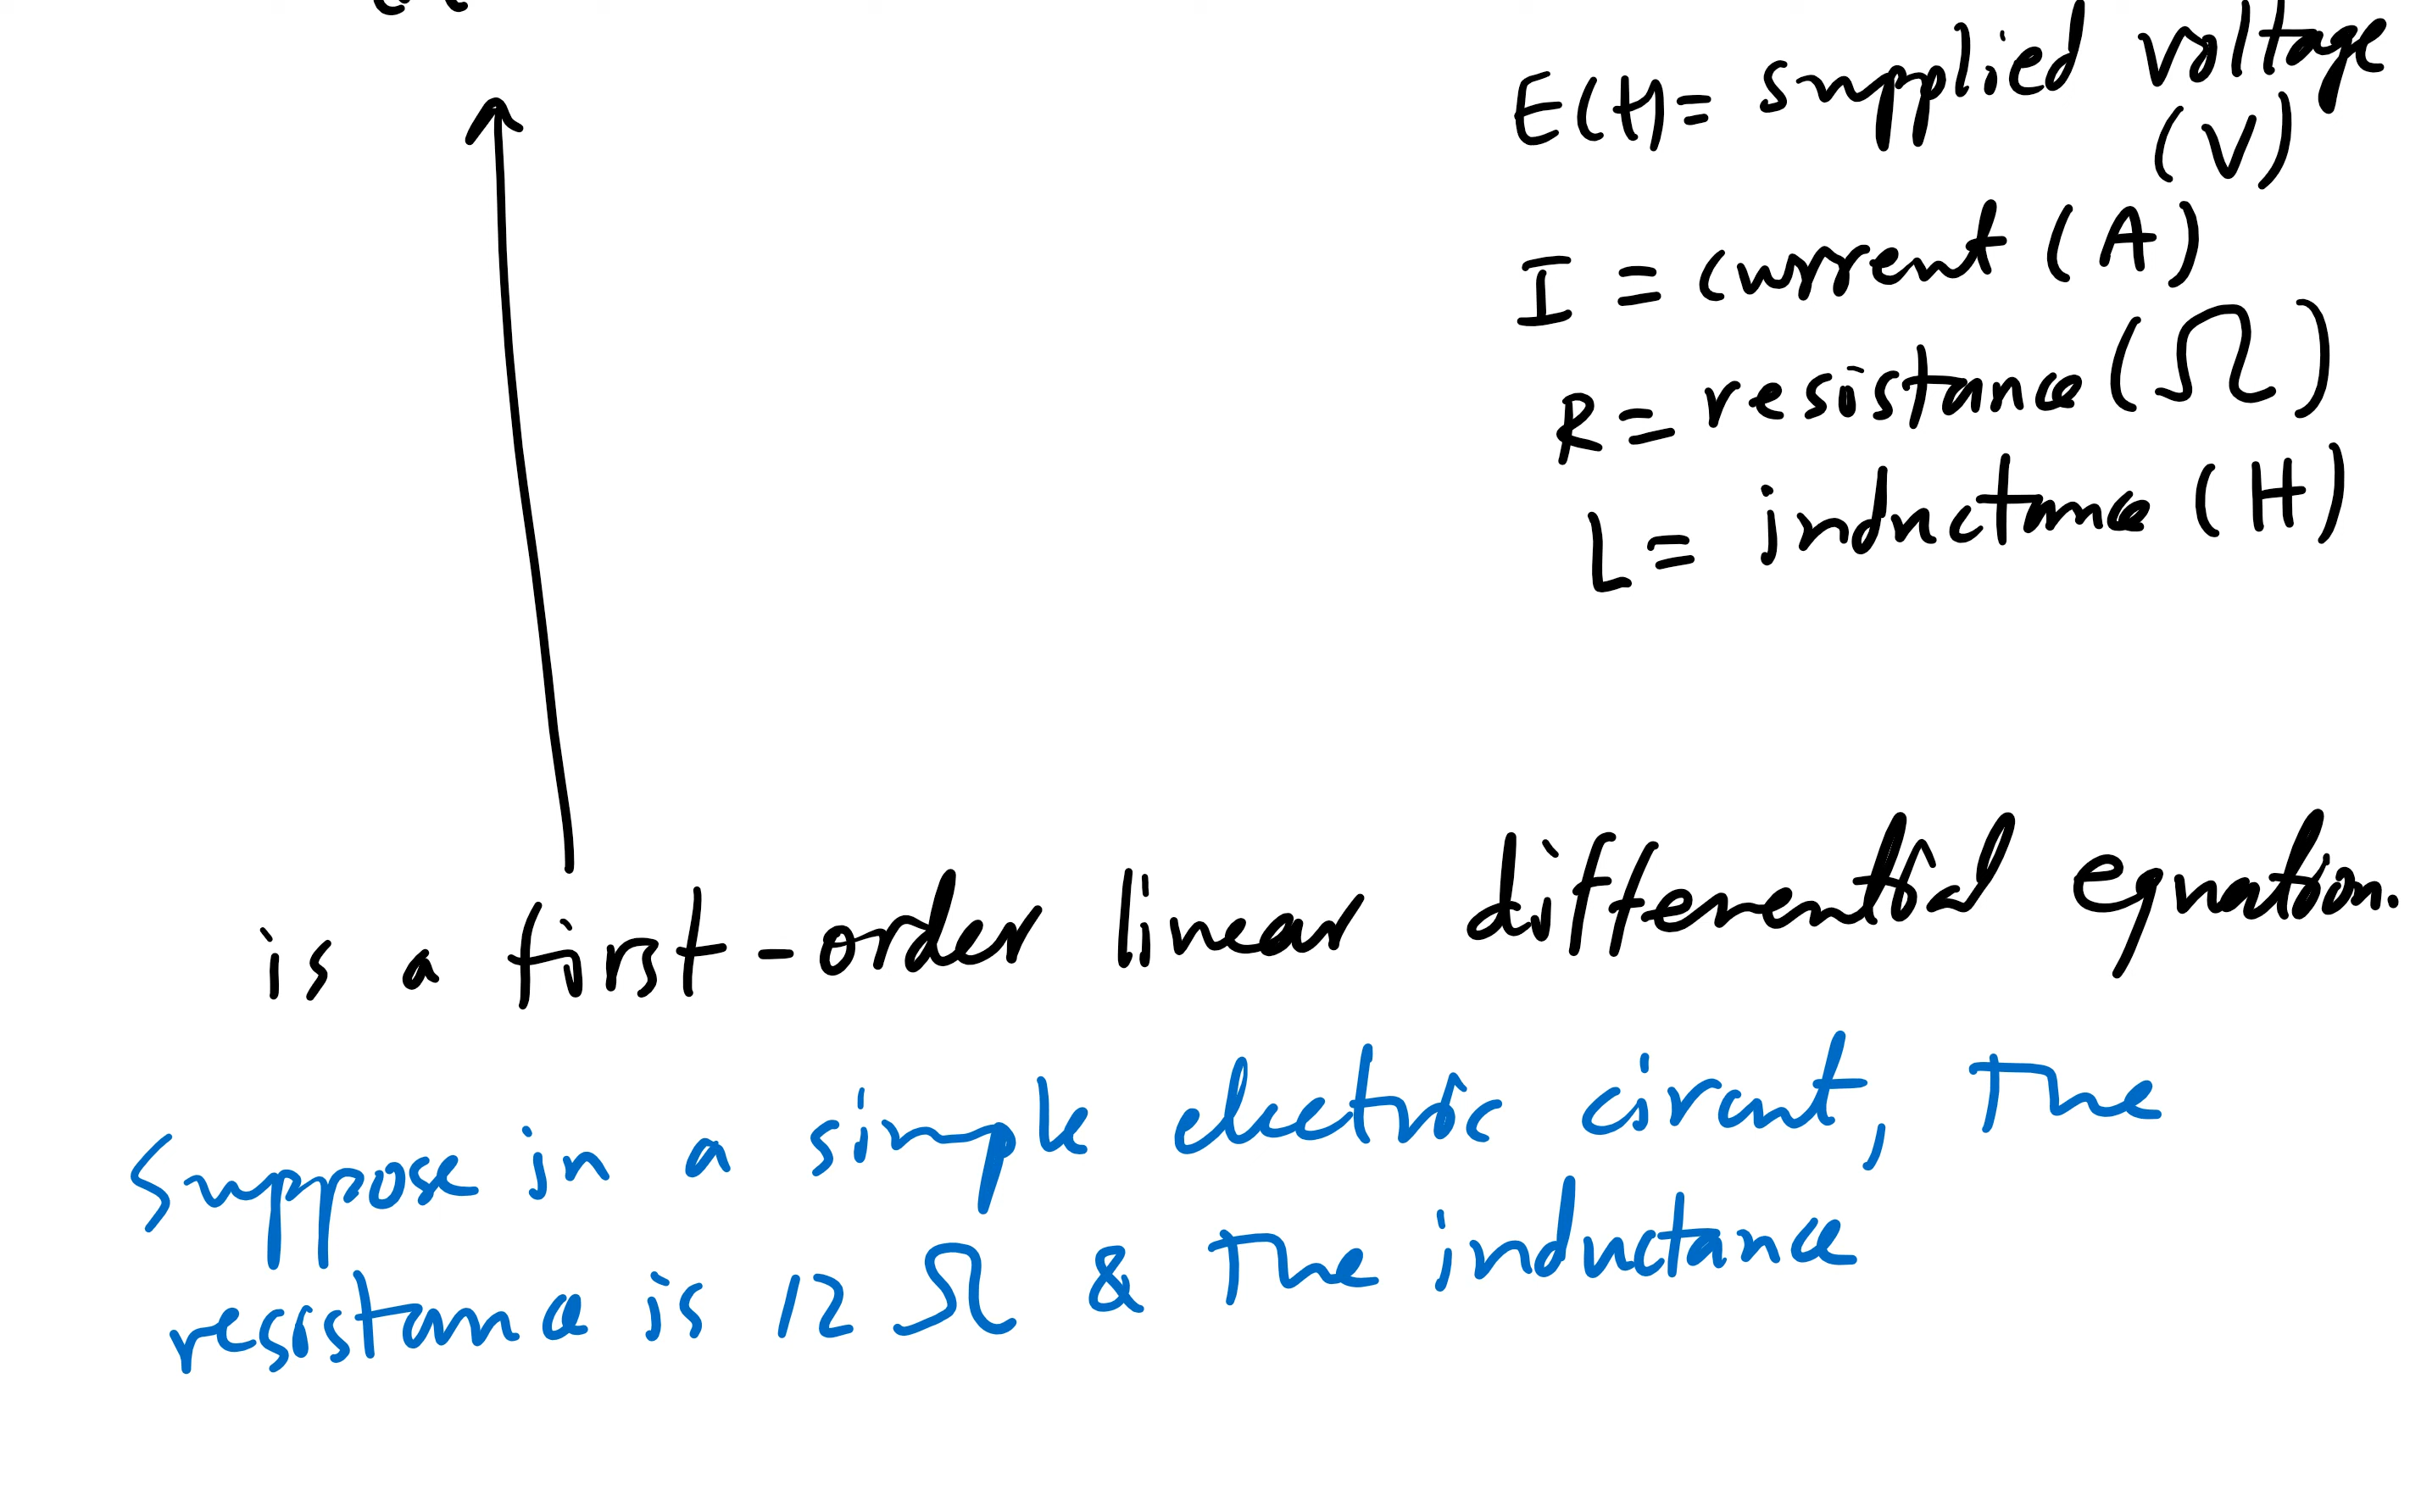 E(t) = supplied voltage
(V)
I = current (A)
R = resistance (Ω)
L = inductance (H)
is a first-order linear differential equation.
Suppose in a simple electric circuit, the
resistance is 12 Ω & the inductance